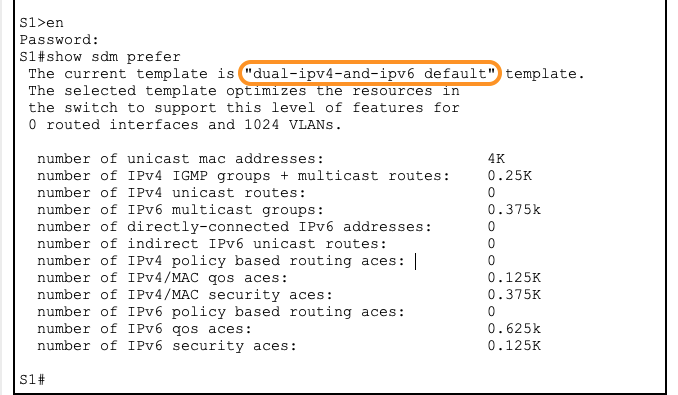 S1>en
Password:
S1#show sdm prefer
The current template is "dual-ipv4-and-ipv6 default" template.
The selected template optimizes the resources in
the switch to support this level of features for
0 routed interfaces and 1024 VLANs.
number of unicast mac addresses: 4K
number of IPv4 IGMP groups + multicast routes: 0.25K
number of IPv4 unicast routes: 0
number of IPv6 multicast groups: 0.375k
number of directly-connected IPv6 addresses: 0
number of indirect IPv6 unicast routes: 0
number of IPv4 policy based routing aces: 0
number of IPv4/MAC qos aces: 0.125K
number of IPv4/MAC security aces: 0.375K
number of IPv6 policy based routing aces: 0
number of IPv6 qos aces: 0.625k
number of IPv6 security aces: 0.125K
S1#